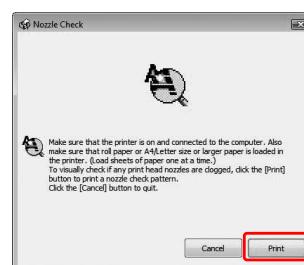 Nozzle Check
Make sure that the printer is on and connected to the computer. Also
make sure that roll paper or A4/Letter size or larger paper is loaded in
the printer. (Load sheets of paper one at a time.)
To visually check if any print head nozzles are clogged, click the [Print]
button to print a nozzle check pattern.
Click the [Cancel] button to quit.
Cancel
Print